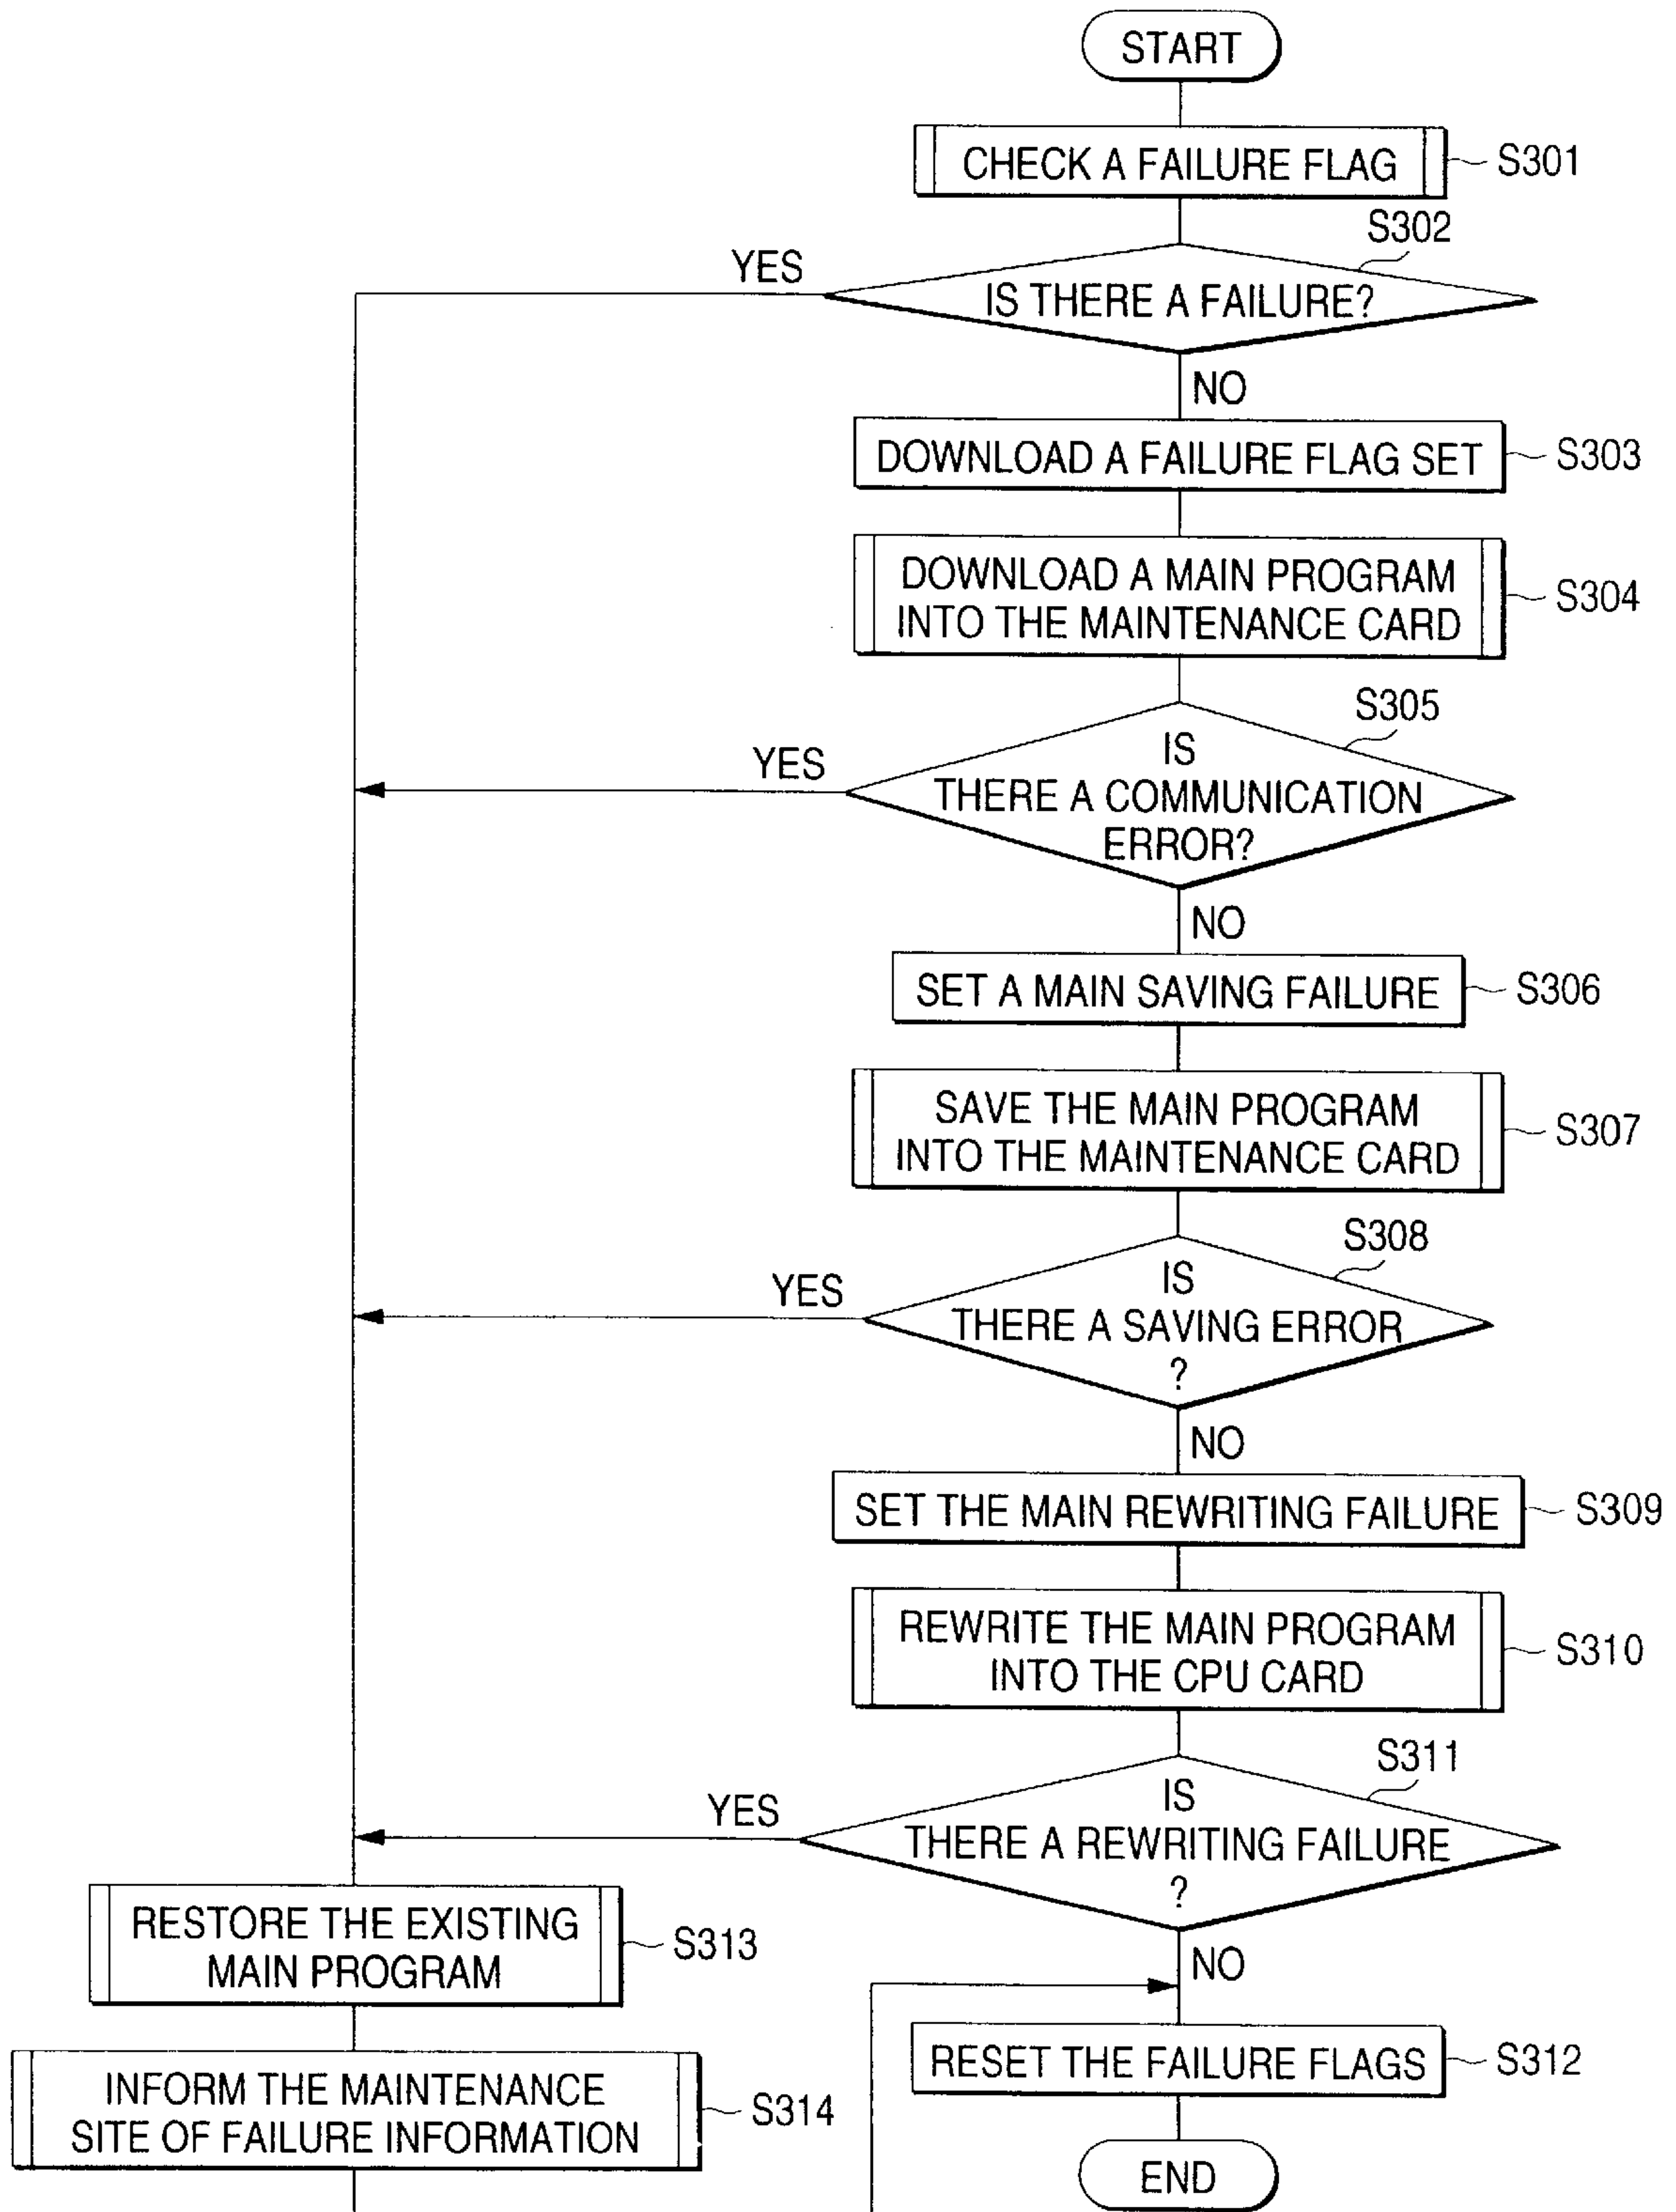 START
CHECK A FAILURE FLAG
S301
S302
YES
IS THERE A FAILURE?
NO
DOWNLOAD A FAILURE FLAG SET
S303
DOWNLOAD A MAIN PROGRAM
INTO THE MAINTENANCE CARD
S304
S305
YES
IS
THERE A COMMUNICATION
ERROR?
NO
SET A MAIN SAVING FAILURE
S306
SAVE THE MAIN PROGRAM
INTO THE MAINTENANCE CARD
S307
S308
YES
IS
THERE A SAVING ERROR
?
NO
SET THE MAIN REWRITING FAILURE
S309
REWRITE THE MAIN PROGRAM
INTO THE CPU CARD
S310
S311
YES
IS
THERE A REWRITING FAILURE
?
RESTORE THE EXISTING
MAIN PROGRAM
S313
NO
RESET THE FAILURE FLAGS
S312
INFORM THE MAINTENANCE
SITE OF FAILURE INFORMATION
S314
END